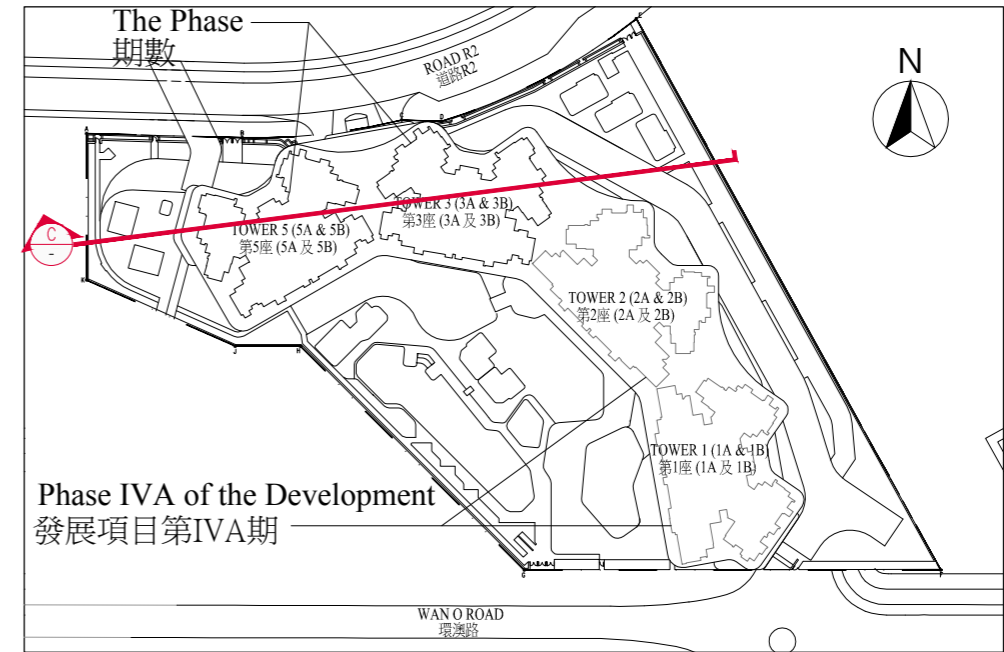 The Phase
期數
ROAD R2
道路R2
N
A
B
C
D
E
TOWER 3 (3A & 3B)
第3座 (3A 及 3B)
TOWER 5 (5A & 5B)
第5座 (5A 及 5B)
C
-
K
TOWER 2 (2A & 2B)
第2座 (2A 及 2B)
J
H
TOWER 1 (1A & 1B)
第1座 (1A 及 1B)
Phase IVA of the Development
發展項目第IVA期
G
F
WAN O ROAD
環澳路